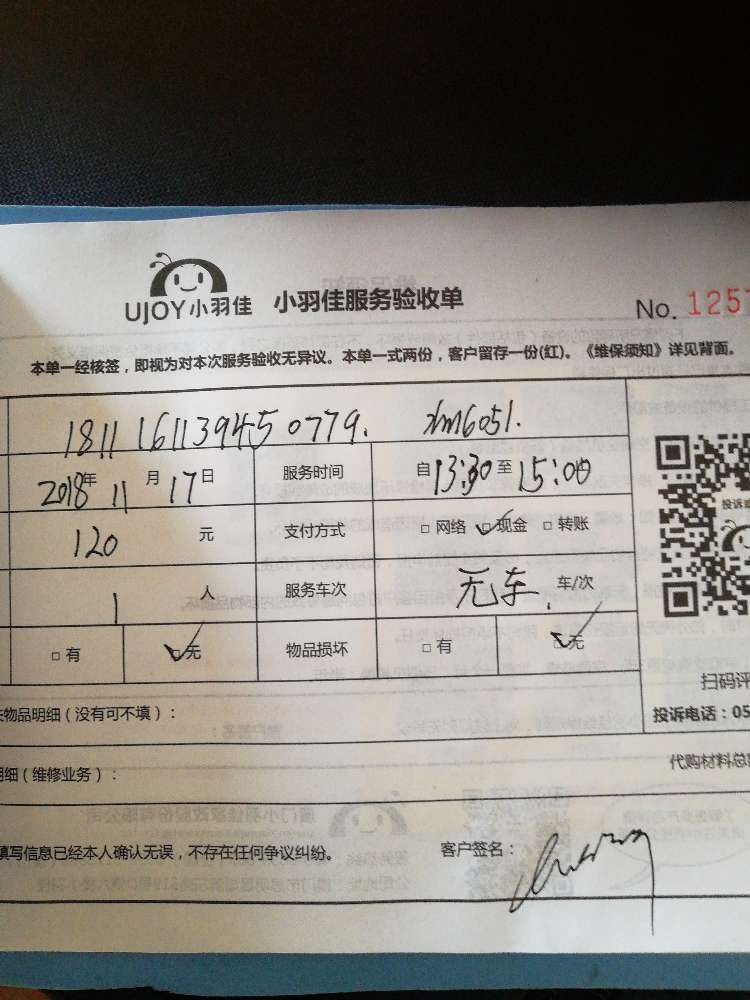 UJOY小羽佳 小羽佳服务验收单
No. 1257
本单一经核签，即视为对本次服务验收无异议。本单一式两份，客户留存一份(红)。《维保须知》详见背面。
1811161139450779. xm6051.
2018年 11 月 17 日 服务时间 自 13:30 至 15:00
120 元 支付方式 □ 网络 ☑ 现金 □ 转账
1 人 服务车次 无车. 车/次
□ 有 ☑ 无 物品损坏 □ 有 ☑ 无
投诉
扫码评
物品明细（没有可不填）：
投诉电话：05
明细（维修业务）：
代购材料总
填写信息已经本人确认无误，不存在任何争议纠纷。 客户签名：